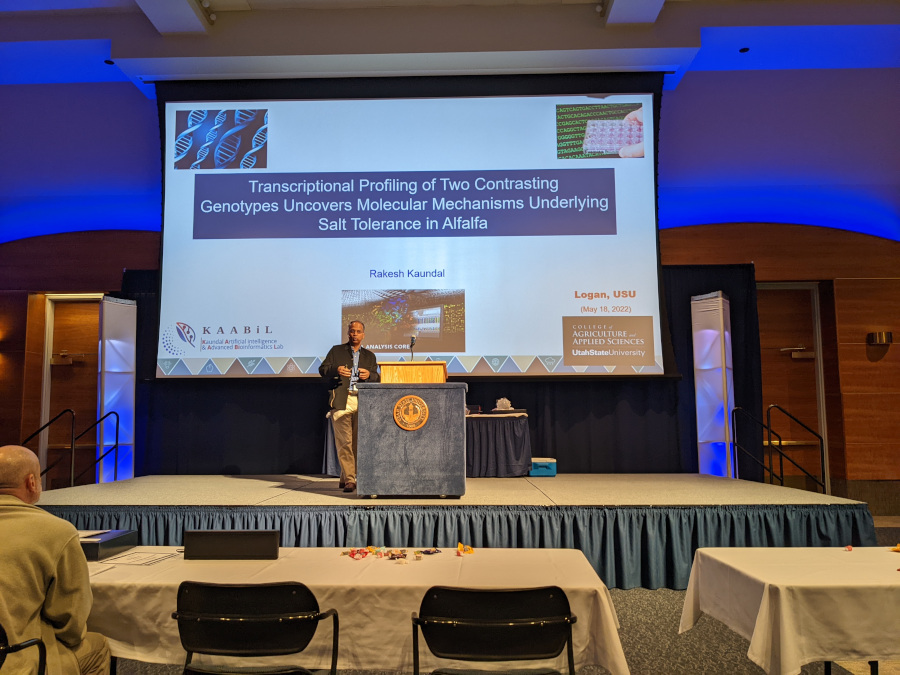 CAGTCAGTGACCTTAAC
Transcriptional Profiling of Two Contrasting
Genotypes Uncovers Molecular Mechanisms Underlying
Salt Tolerance in Alfalfa
Rakesh Kaundal
Logan, USU
(May 18, 2022)
KAABiL
Kaundal Artificial Intelligence
& Advanced Bioinformatics Lab.
ANALYSIS CORE
COLLEGE of
AGRICULTURE and
APPLIED SCIENCES
UtahStateUniversity